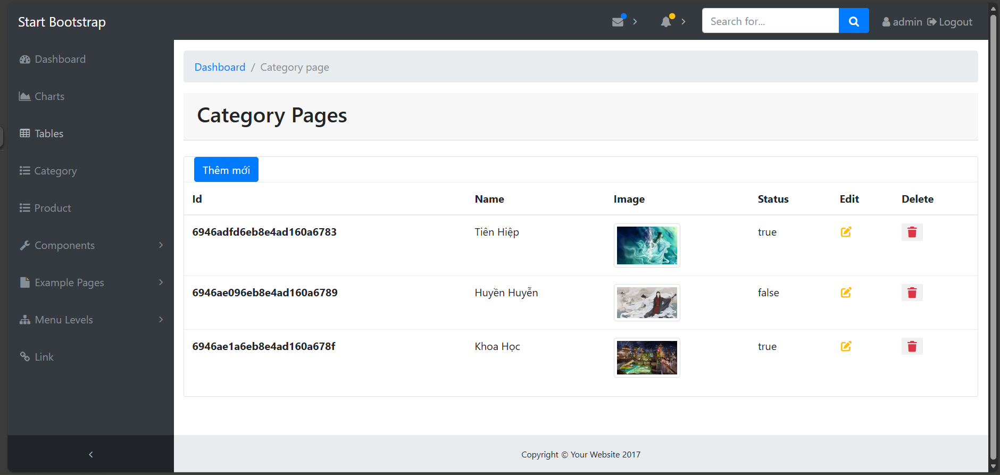 Start Bootstrap
Search for...
admin Logout
Dashboard
Charts
Tables
Category
Product
Components
Example Pages
Menu Levels
Link
Dashboard / Category page
Category Pages
Thêm mới
Id Name Image Status Edit Delete
6946adfd6eb8e4ad160a6783 Tiên Hiệp true
6946ae096eb8e4ad160a6789 Huyền Huyễn false
6946ae1a6eb8e4ad160a678f Khoa Học true
Copyright © Your Website 2017